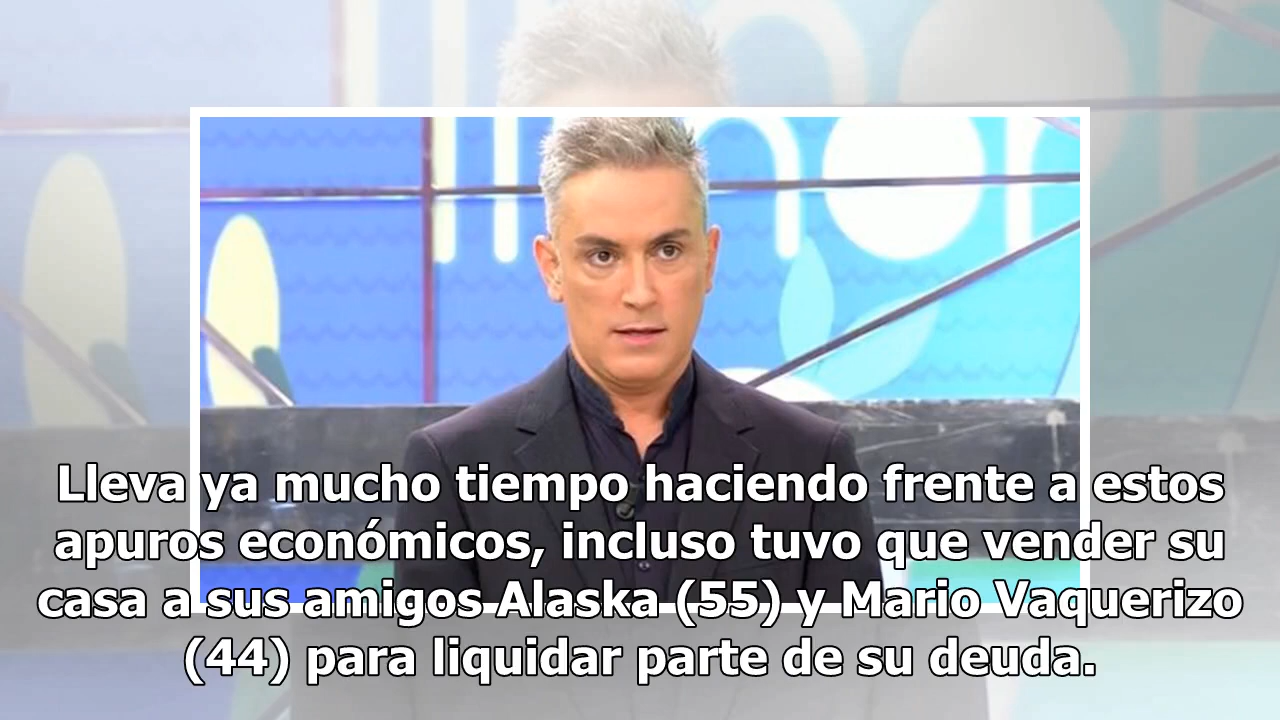 Lleva ya mucho tiempo haciendo frente a estos
apuros económicos, incluso tuvo que vender su
casa a sus amigos Alaska (55) y Mario Vaquerizo
(44) para liquidar parte de su deuda.